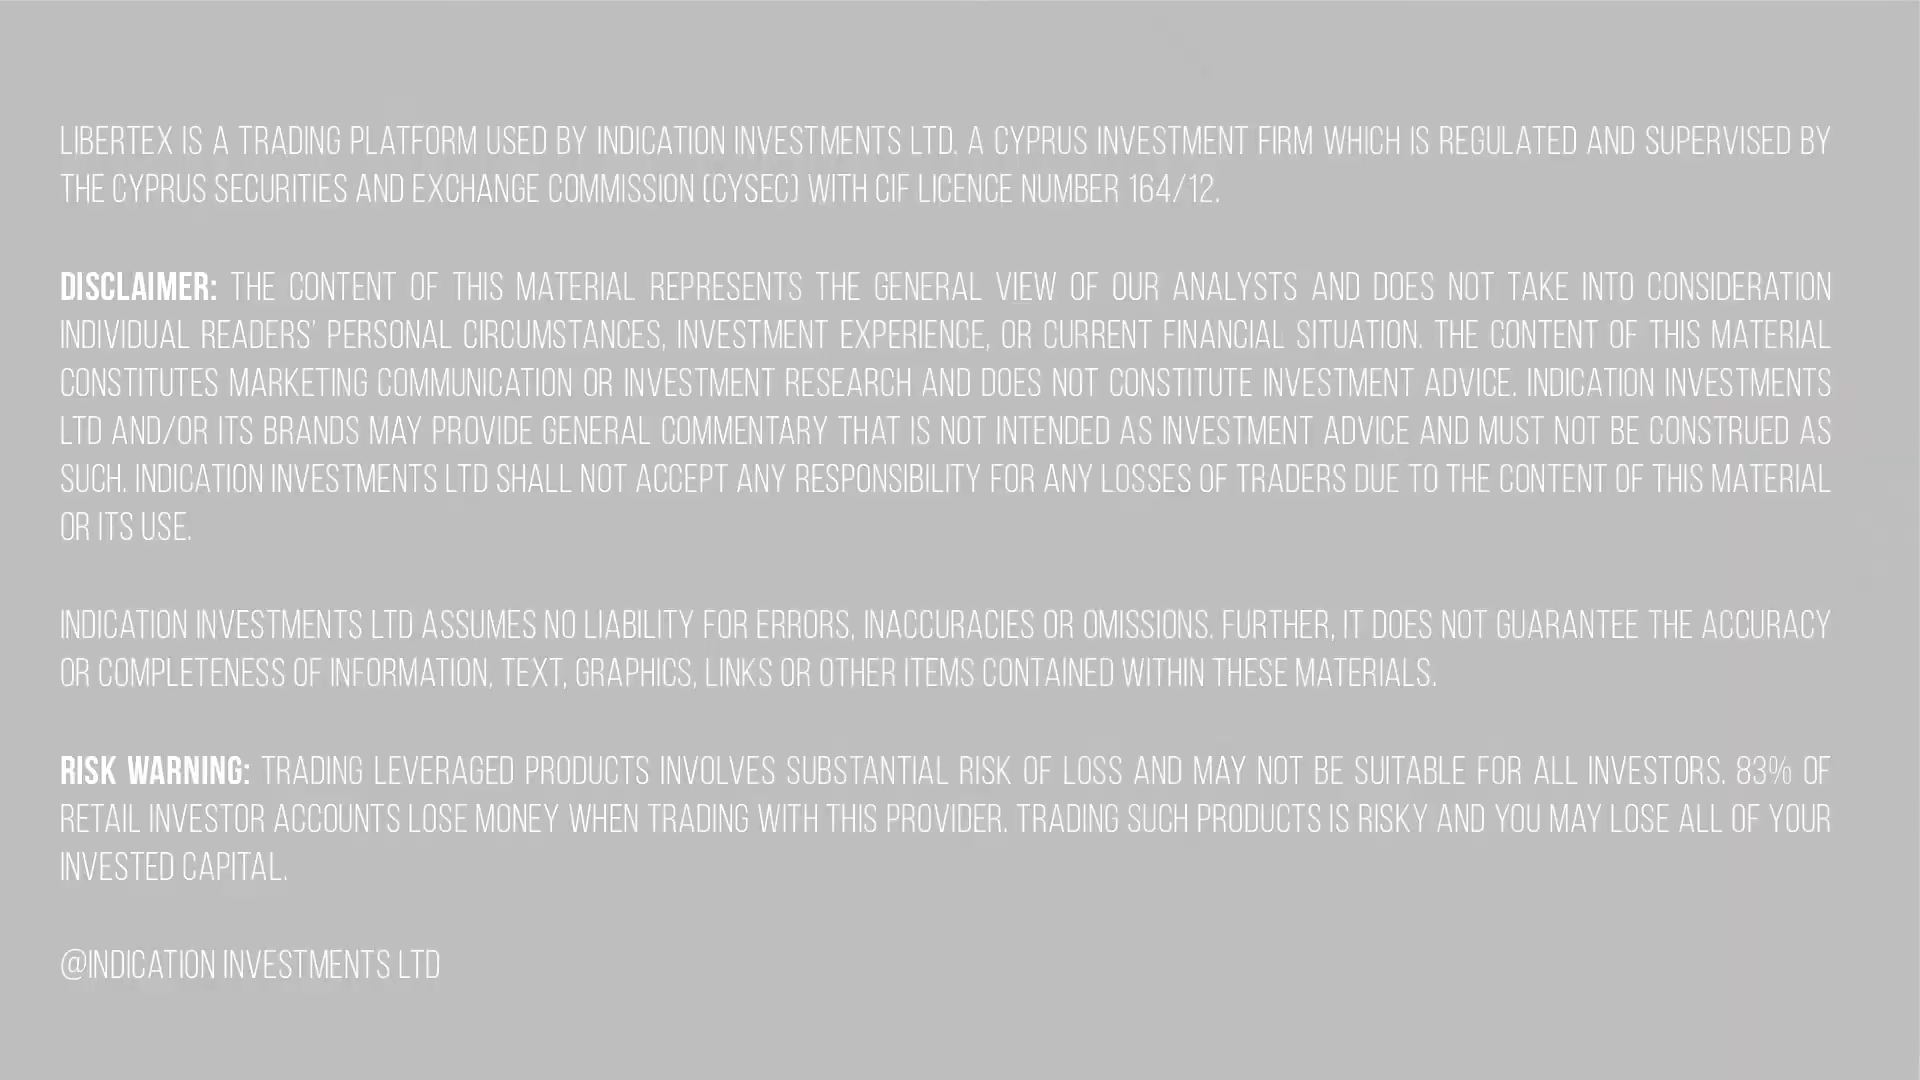 LIBERTEX IS A TRADING PLATFORM USED BY INDICATION INVESTMENTS LTD. A CYPRUS INVESTMENT FIRM WHICH IS REGULATED AND SUPERVISED BY
THE CYPRUS SECURITIES AND EXCHANGE COMMISSION (CYSEC) WITH CIF LICENCE NUMBER 164/12.
DISCLAIMER: THE CONTENT OF THIS MATERIAL REPRESENTS THE GENERAL VIEW OF OUR ANALYSTS AND DOES NOT TAKE INTO CONSIDERATION
INDIVIDUAL READERS’ PERSONAL CIRCUMSTANCES, INVESTMENT EXPERIENCE, OR CURRENT FINANCIAL SITUATION. THE CONTENT OF THIS MATERIAL
CONSTITUTES MARKETING COMMUNICATION OR INVESTMENT RESEARCH AND DOES NOT CONSTITUTE INVESTMENT ADVICE. INDICATION INVESTMENTS
LTD AND/OR ITS BRANDS MAY PROVIDE GENERAL COMMENTARY THAT IS NOT INTENDED AS INVESTMENT ADVICE AND MUST NOT BE CONSTRUED AS
SUCH. INDICATION INVESTMENTS LTD SHALL NOT ACCEPT ANY RESPONSIBILITY FOR ANY LOSSES OF TRADERS DUE TO THE CONTENT OF THIS MATERIAL
OR ITS USE.
INDICATION INVESTMENTS LTD ASSUMES NO LIABILITY FOR ERRORS, INACCURACIES OR OMISSIONS. FURTHER, IT DOES NOT GUARANTEE THE ACCURACY
OR COMPLETENESS OF INFORMATION, TEXT, GRAPHICS, LINKS OR OTHER ITEMS CONTAINED WITHIN THESE MATERIALS.
RISK WARNING: TRADING LEVERAGED PRODUCTS INVOLVES SUBSTANTIAL RISK OF LOSS AND MAY NOT BE SUITABLE FOR ALL INVESTORS. 83% OF
RETAIL INVESTOR ACCOUNTS LOSE MONEY WHEN TRADING WITH THIS PROVIDER. TRADING SUCH PRODUCTS IS RISKY AND YOU MAY LOSE ALL OF YOUR
INVESTED CAPITAL.
@INDICATION INVESTMENTS LTD